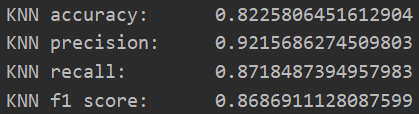 KNN accuracy: 0.8225806451612904
KNN precision: 0.9215686274509803
KNN recall: 0.8718487394957983
KNN f1 score: 0.8686911128087599